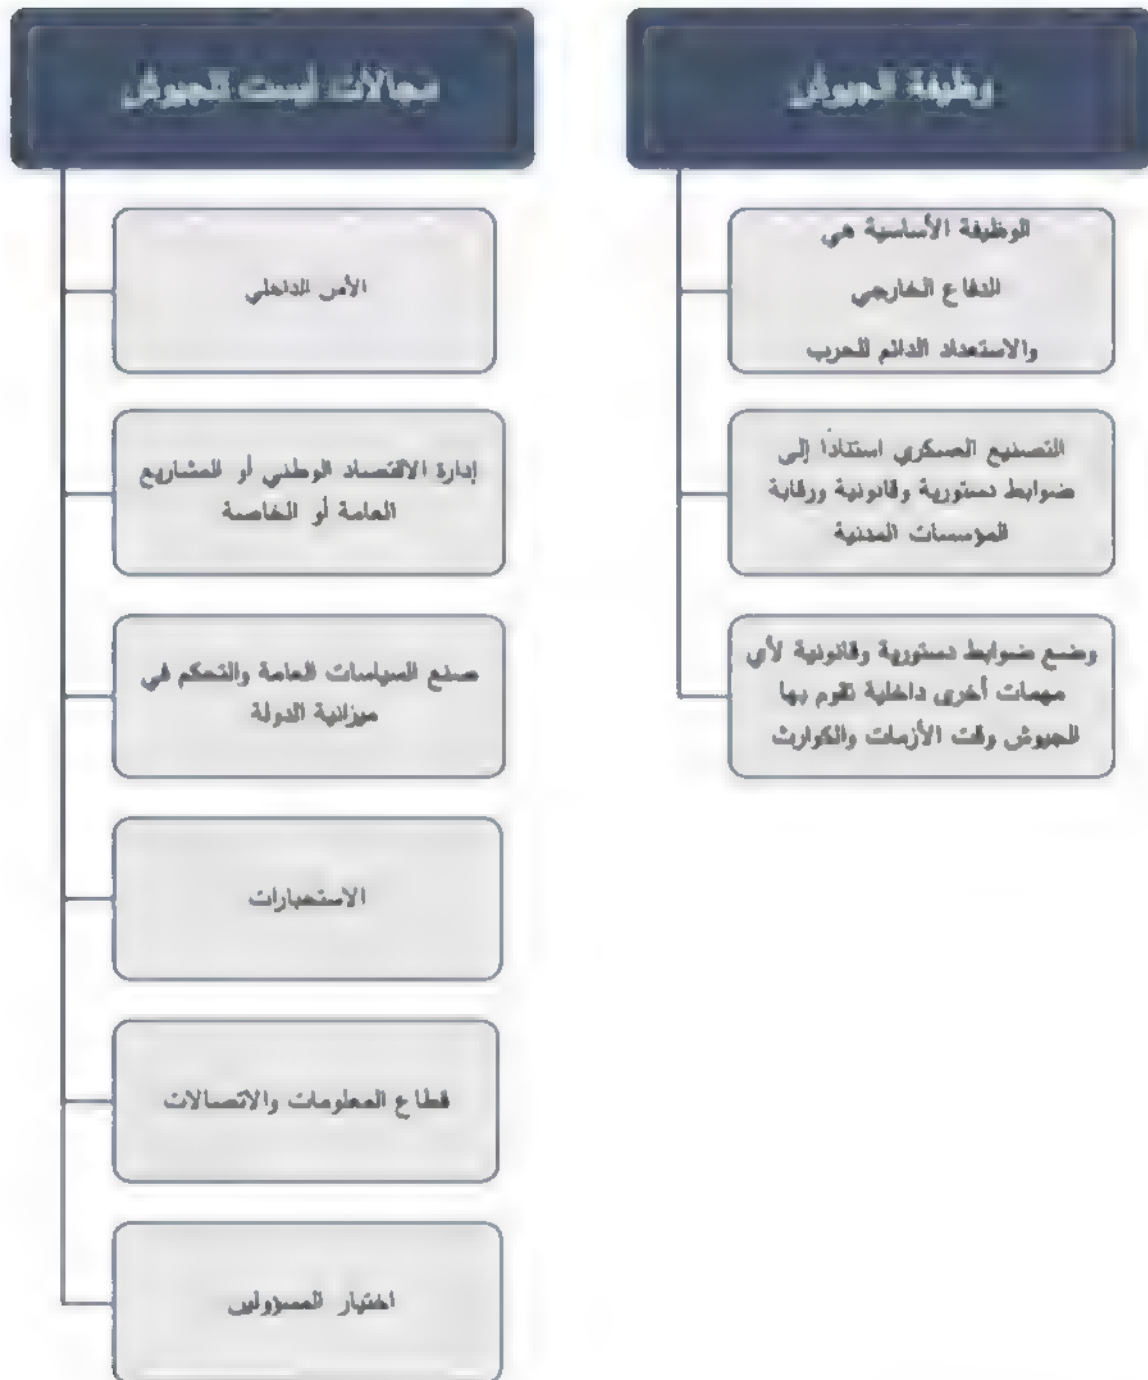 وظيفة الجيوش
الوظيفة الأساسية هي
الدفاع الخارجي
والاستعداد الدائم للحرب
التصنيع العسكري استنادًا إلى
ضوابط دستورية وقانونية ورقابة
المؤسسات المدنية
وضع ضوابط دستورية وقانونية لأي
مهمات أخرى داخلية تقوم بها
الجيوش وقت الأزمات والكوارث
مجالات ليست للجيوش
الأمن الداخلي
إدارة الاقتصاد الوطني أو المشاريع
العامة أو الخاصة
صنع السياسات العامة والتحكم في
ميزانية الدولة
الاستخبارات
قطاع المعلومات والاتصالات
اختيار المسؤولين